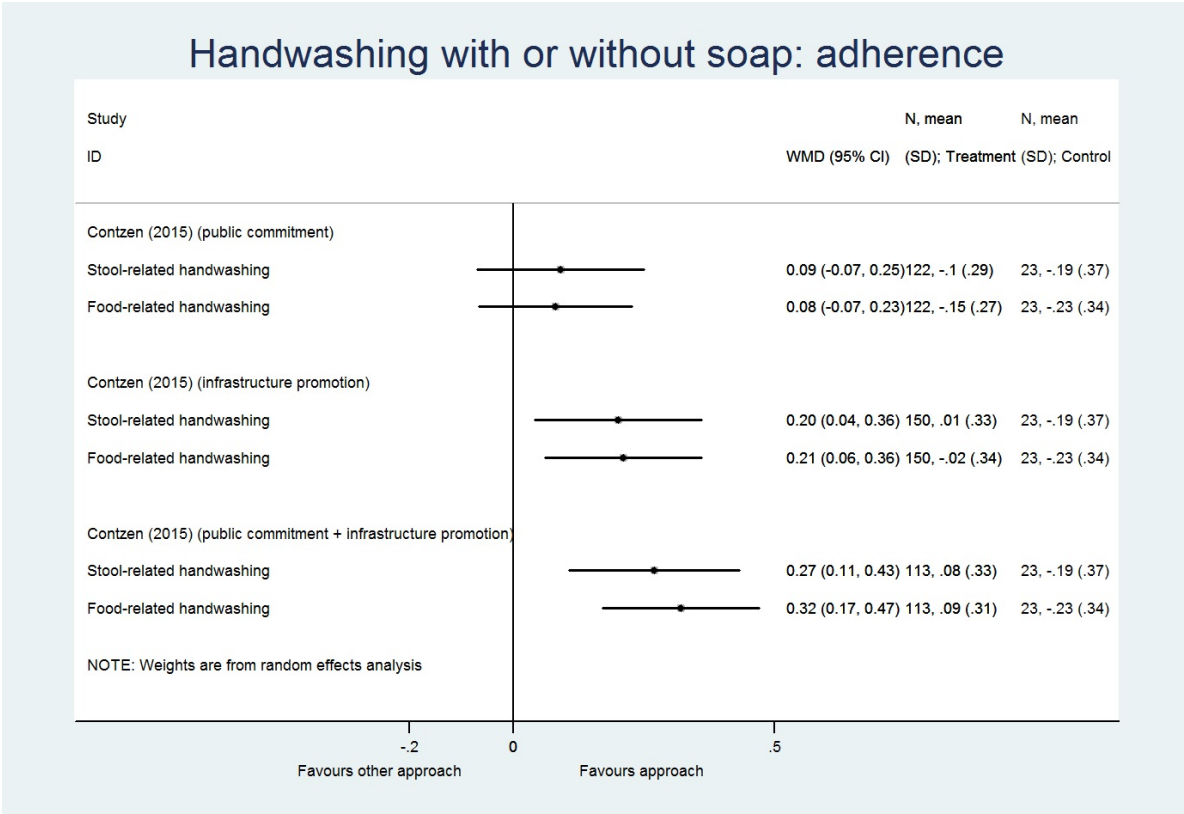 Handwashing with or without soap: adherence
Study N, mean N, mean
ID WMD (95% CI) (SD); Treatment (SD); Control
Contzen (2015) (public commitment)
Stool-related handwashing 0.09 (-0.07, 0.25)122, -.1 (.29) 23, -.19 (.37)
Food-related handwashing 0.08 (-0.07, 0.23)122, -.15 (.27) 23, -.23 (.34)
Contzen (2015) (infrastructure promotion)
Stool-related handwashing 0.20 (0.04, 0.36) 150, .01 (.33) 23, -.19 (.37)
Food-related handwashing 0.21 (0.06, 0.36) 150, -.02 (.34) 23, -.23 (.34)
Contzen (2015) (public commitment + infrastructure promotion)
Stool-related handwashing 0.27 (0.11, 0.43) 113, .08 (.33) 23, -.19 (.37)
Food-related handwashing 0.32 (0.17, 0.47) 113, .09 (.31) 23, -.23 (.34)
NOTE: Weights are from random effects analysis
-.2 0 .5
Favours other approach Favours approach